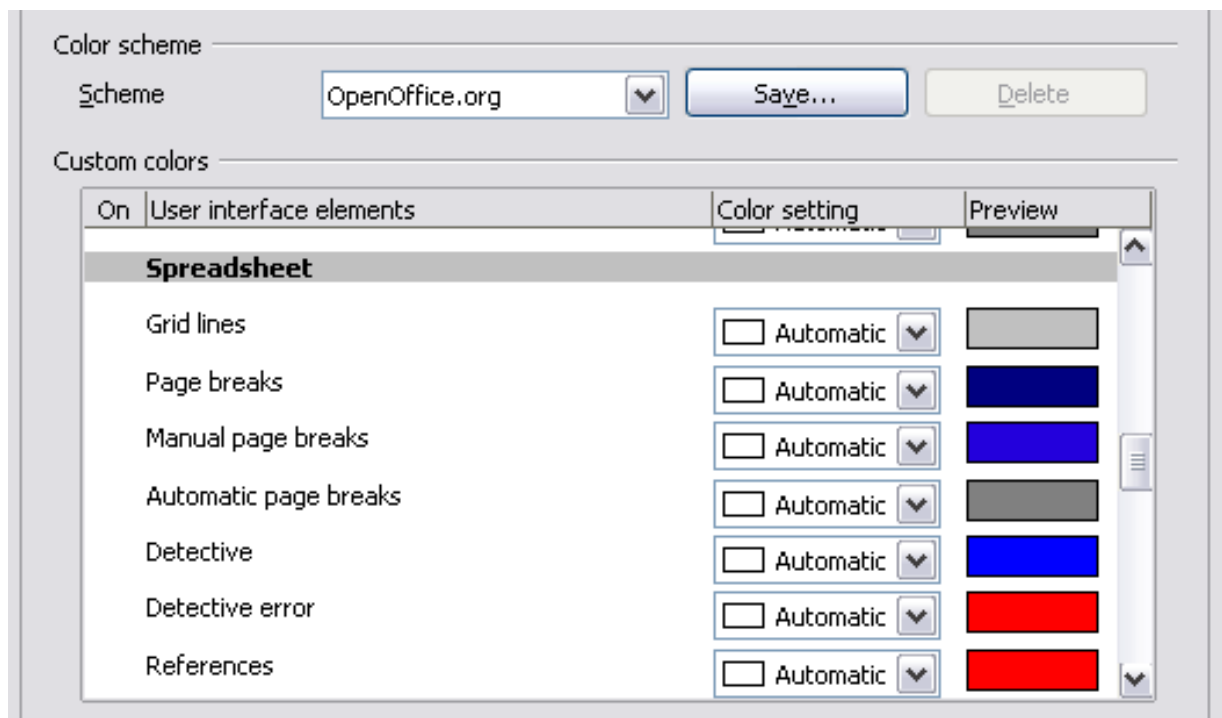 Color scheme
Scheme OpenOffice.org Save... Delete
Custom colors
On User interface elements Color setting Preview
Automatic
Spreadsheet
Grid lines Automatic
Page breaks Automatic
Manual page breaks Automatic
Automatic page breaks Automatic
Detective Automatic
Detective error Automatic
References Automatic